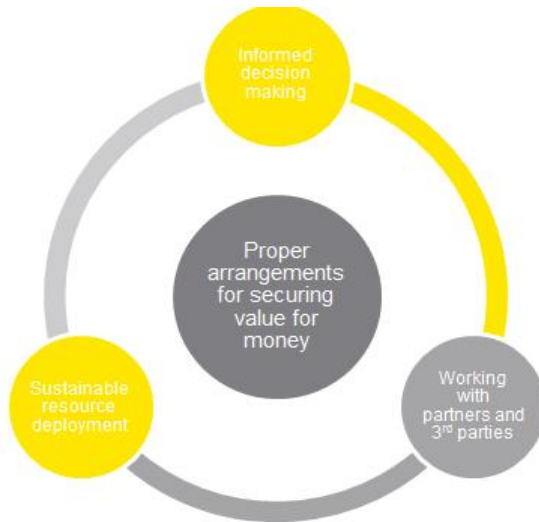 Informed
decision
making
Proper
arrangements
for securing
value for
money
Sustainable
resource
deployment
Working
with
partners and
3rd parties